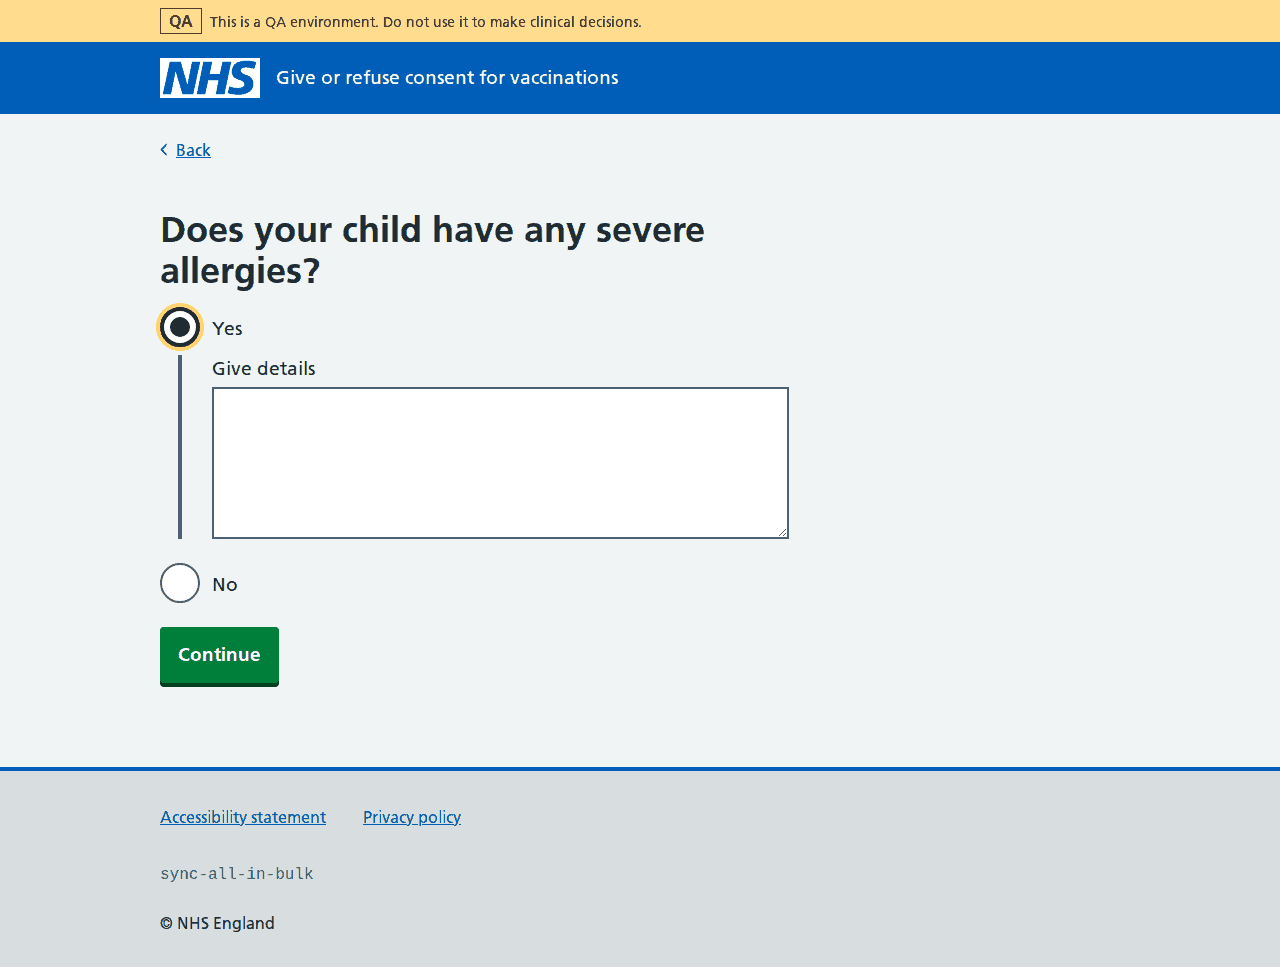 QA This is a QA environment. Do not use it to make clinical decisions.
NHS Give or refuse consent for vaccinations
Back
Does your child have any severe
allergies?
Yes
Give details
No
Continue
Accessibility statement Privacy policy
sync-all-in-bulk
© NHS England